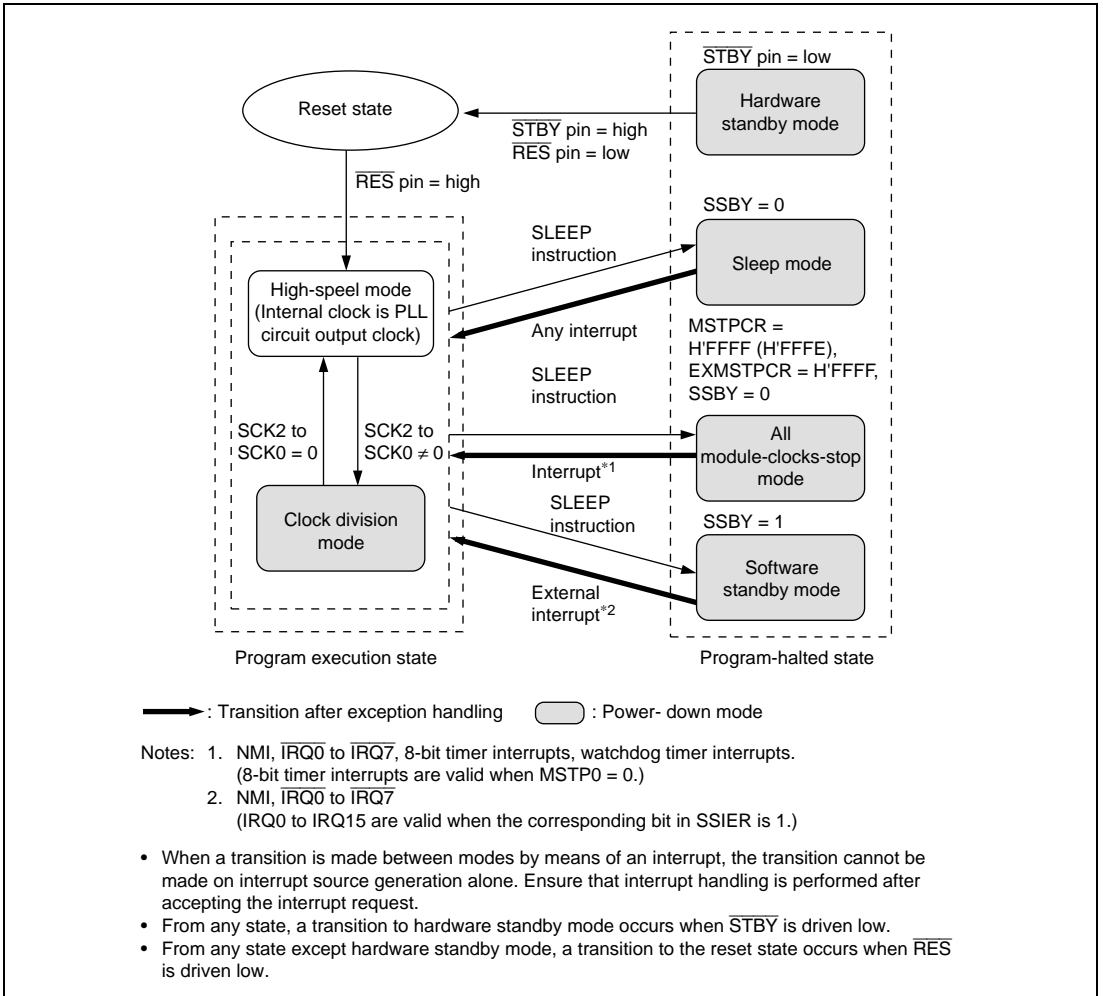 STBY pin = low
Hardware
standby mode
Reset state
STBY pin = high
RES pin = low
RES pin = high
SSBY = 0
SLEEP
instruction
Sleep mode
High-speel mode
(Internal clock is PLL
circuit output clock)
Any interrupt
MSTPCR =
H'FFFF (H'FFFE),
EXMSTPCR = H'FFFF,
SSBY = 0
SLEEP
instruction
SCK2 to
SCK0 = 0
SCK2 to
SCK0 ≠ 0
All
module-clocks-stop
mode
Interrupt*1
SLEEP
instruction
Clock division
mode
SSBY = 1
Software
standby mode
External
interrupt*2
Program execution state
Program-halted state
: Transition after exception handling
: Power- down mode
Notes: 1. NMI, IRQ0 to IRQ7, 8-bit timer interrupts, watchdog timer interrupts.
(8-bit timer interrupts are valid when MSTP0 = 0.)
2. NMI, IRQ0 to IRQ7
(IRQ0 to IRQ15 are valid when the corresponding bit in SSIER is 1.)
• When a transition is made between modes by means of an interrupt, the transition cannot be
made on interrupt source generation alone. Ensure that interrupt handling is performed after
accepting the interrupt request.
• From any state, a transition to hardware standby mode occurs when STBY is driven low.
• From any state except hardware standby mode, a transition to the reset state occurs when RES
is driven low.